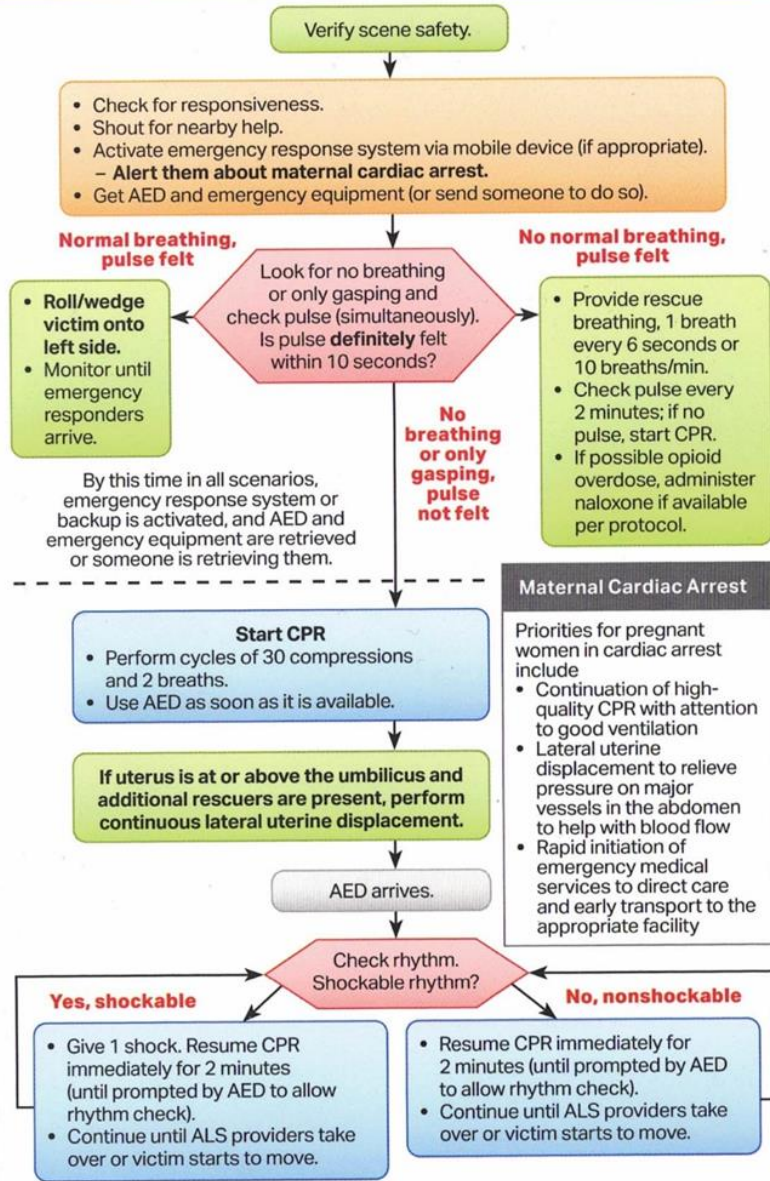 Verify scene safety.
• Check for responsiveness.
• Shout for nearby help.
• Activate emergency response system via mobile device (if appropriate).
– Alert them about maternal cardiac arrest.
• Get AED and emergency equipment (or send someone to do so).
Normal breathing,
pulse felt
No normal breathing,
pulse felt
Look for no breathing
or only gasping and
check pulse (simultaneously).
Is pulse definitely felt
within 10 seconds?
• Roll/wedge
victim onto
left side.
• Monitor until
emergency
responders
arrive.
• Provide rescue
breathing, 1 breath
every 6 seconds or
10 breaths/min.
• Check pulse every
2 minutes; if no
pulse, start CPR.
• If possible opioid
overdose, administer
naloxone if available
per protocol.
No
breathing
or only
gasping,
pulse
not felt
By this time in all scenarios,
emergency response system or
backup is activated, and AED and
emergency equipment are retrieved
or someone is retrieving them.
Start CPR
• Perform cycles of 30 compressions
and 2 breaths.
• Use AED as soon as it is available.
Maternal Cardiac Arrest
Priorities for pregnant
women in cardiac arrest
include
• Continuation of high-
quality CPR with attention
to good ventilation
• Lateral uterine
displacement to relieve
pressure on major
vessels in the abdomen
to help with blood flow
• Rapid initiation of
emergency medical
services to direct care
and early transport to the
appropriate facility
If uterus is at or above the umbilicus and
additional rescuers are present, perform
continuous lateral uterine displacement.
AED arrives.
Check rhythm.
Shockable rhythm?
Yes, shockable
No, nonshockable
• Give 1 shock. Resume CPR
immediately for 2 minutes
(until prompted by AED to allow
rhythm check).
• Continue until ALS providers take
over or victim starts to move.
• Resume CPR immediately for
2 minutes (until prompted by AED
to allow rhythm check).
• Continue until ALS providers take
over or victim starts to move.